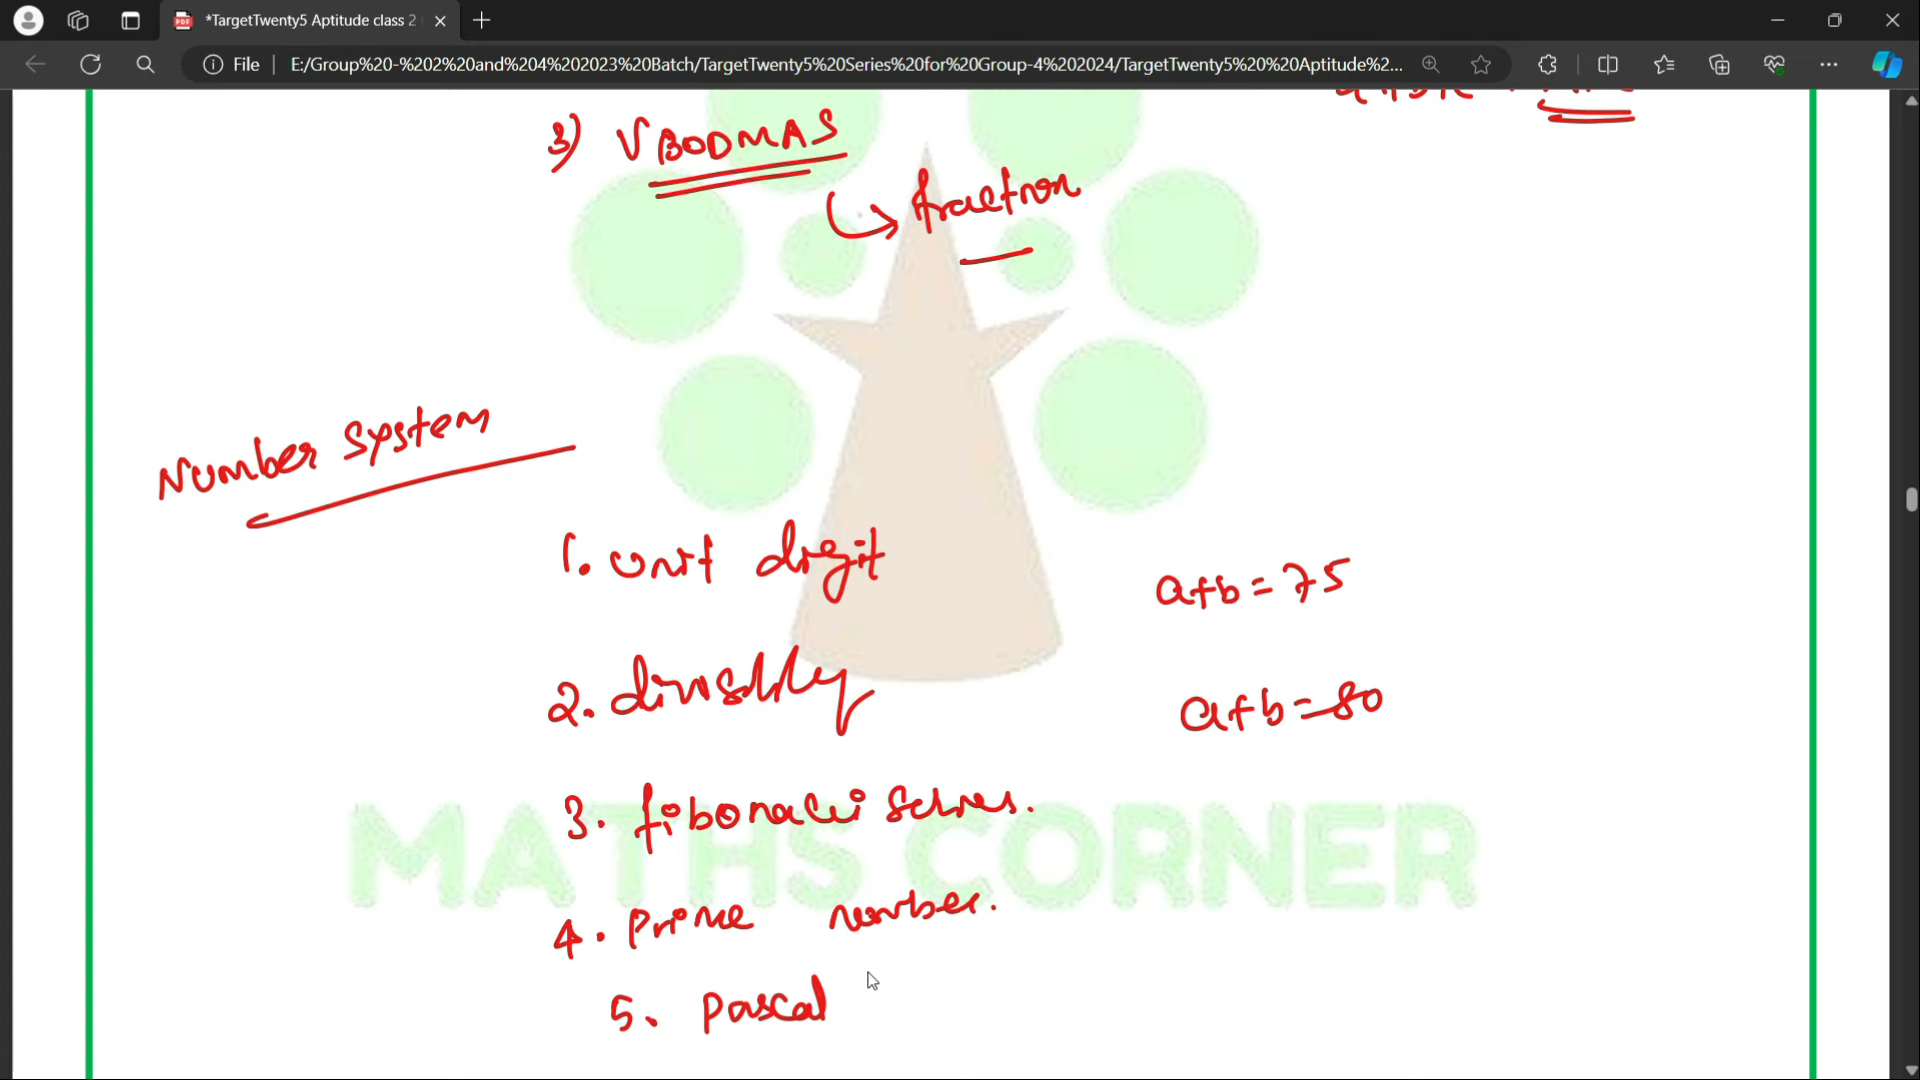 *TargetTwenty5 Aptitude class 2
File
E:/Group%20-%202%20and%204%202023%20Batch/TargetTwenty5%20Series%20for%20Group-4%202024/TargetTwenty5%20%20Aptitude%2...
3) VBODMAS
fraction
Number System
1. unit digit
a+b=75
2.
a+b=80
3. fibonacci Series.
4. Prime number.
5. Pascal
MATHS CORNER